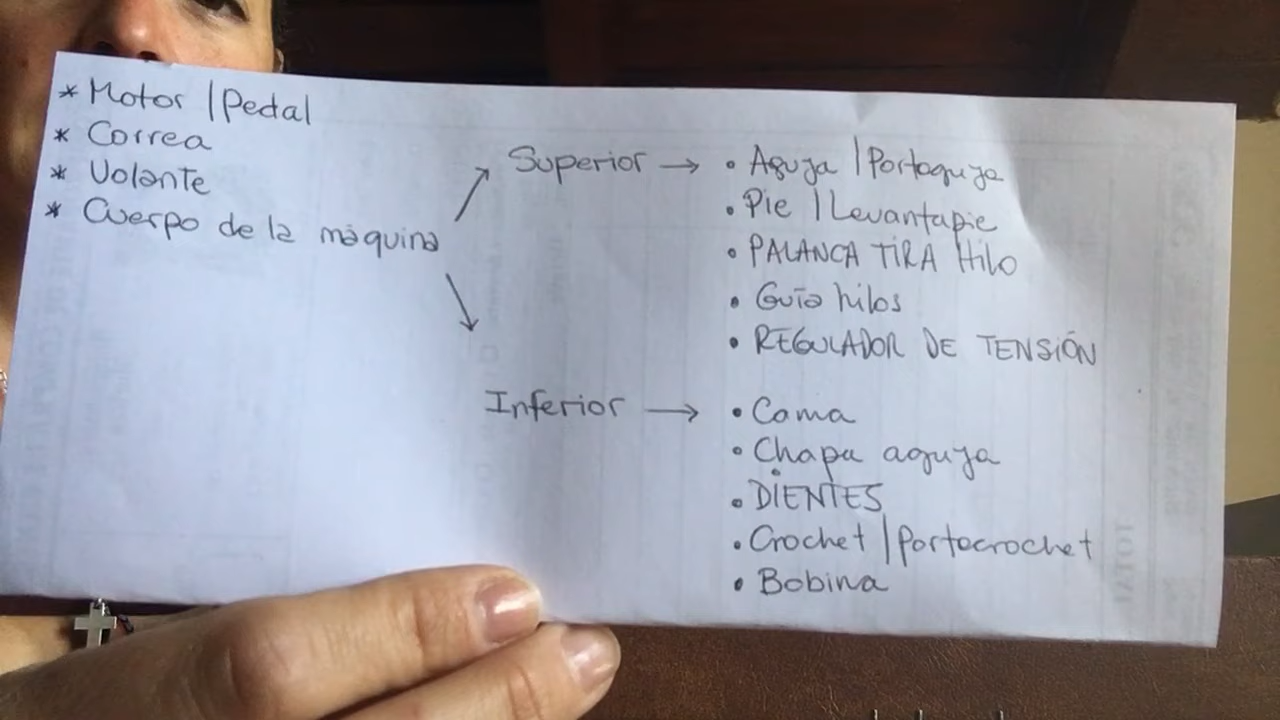 * Motor | Pedal
* Correa
* Volante
* Cuerpo de la máquina
Superior → • Aguja | Portaguja
• Pie | Levantapie
• PALANCA TIRA Hilo
• Guía hilos
• REGULADOR DE TENSIÓN
Inferior → • Cama
• Chapa aguja
• DIENTES
• Crochet | Portacrochet
• Bobina